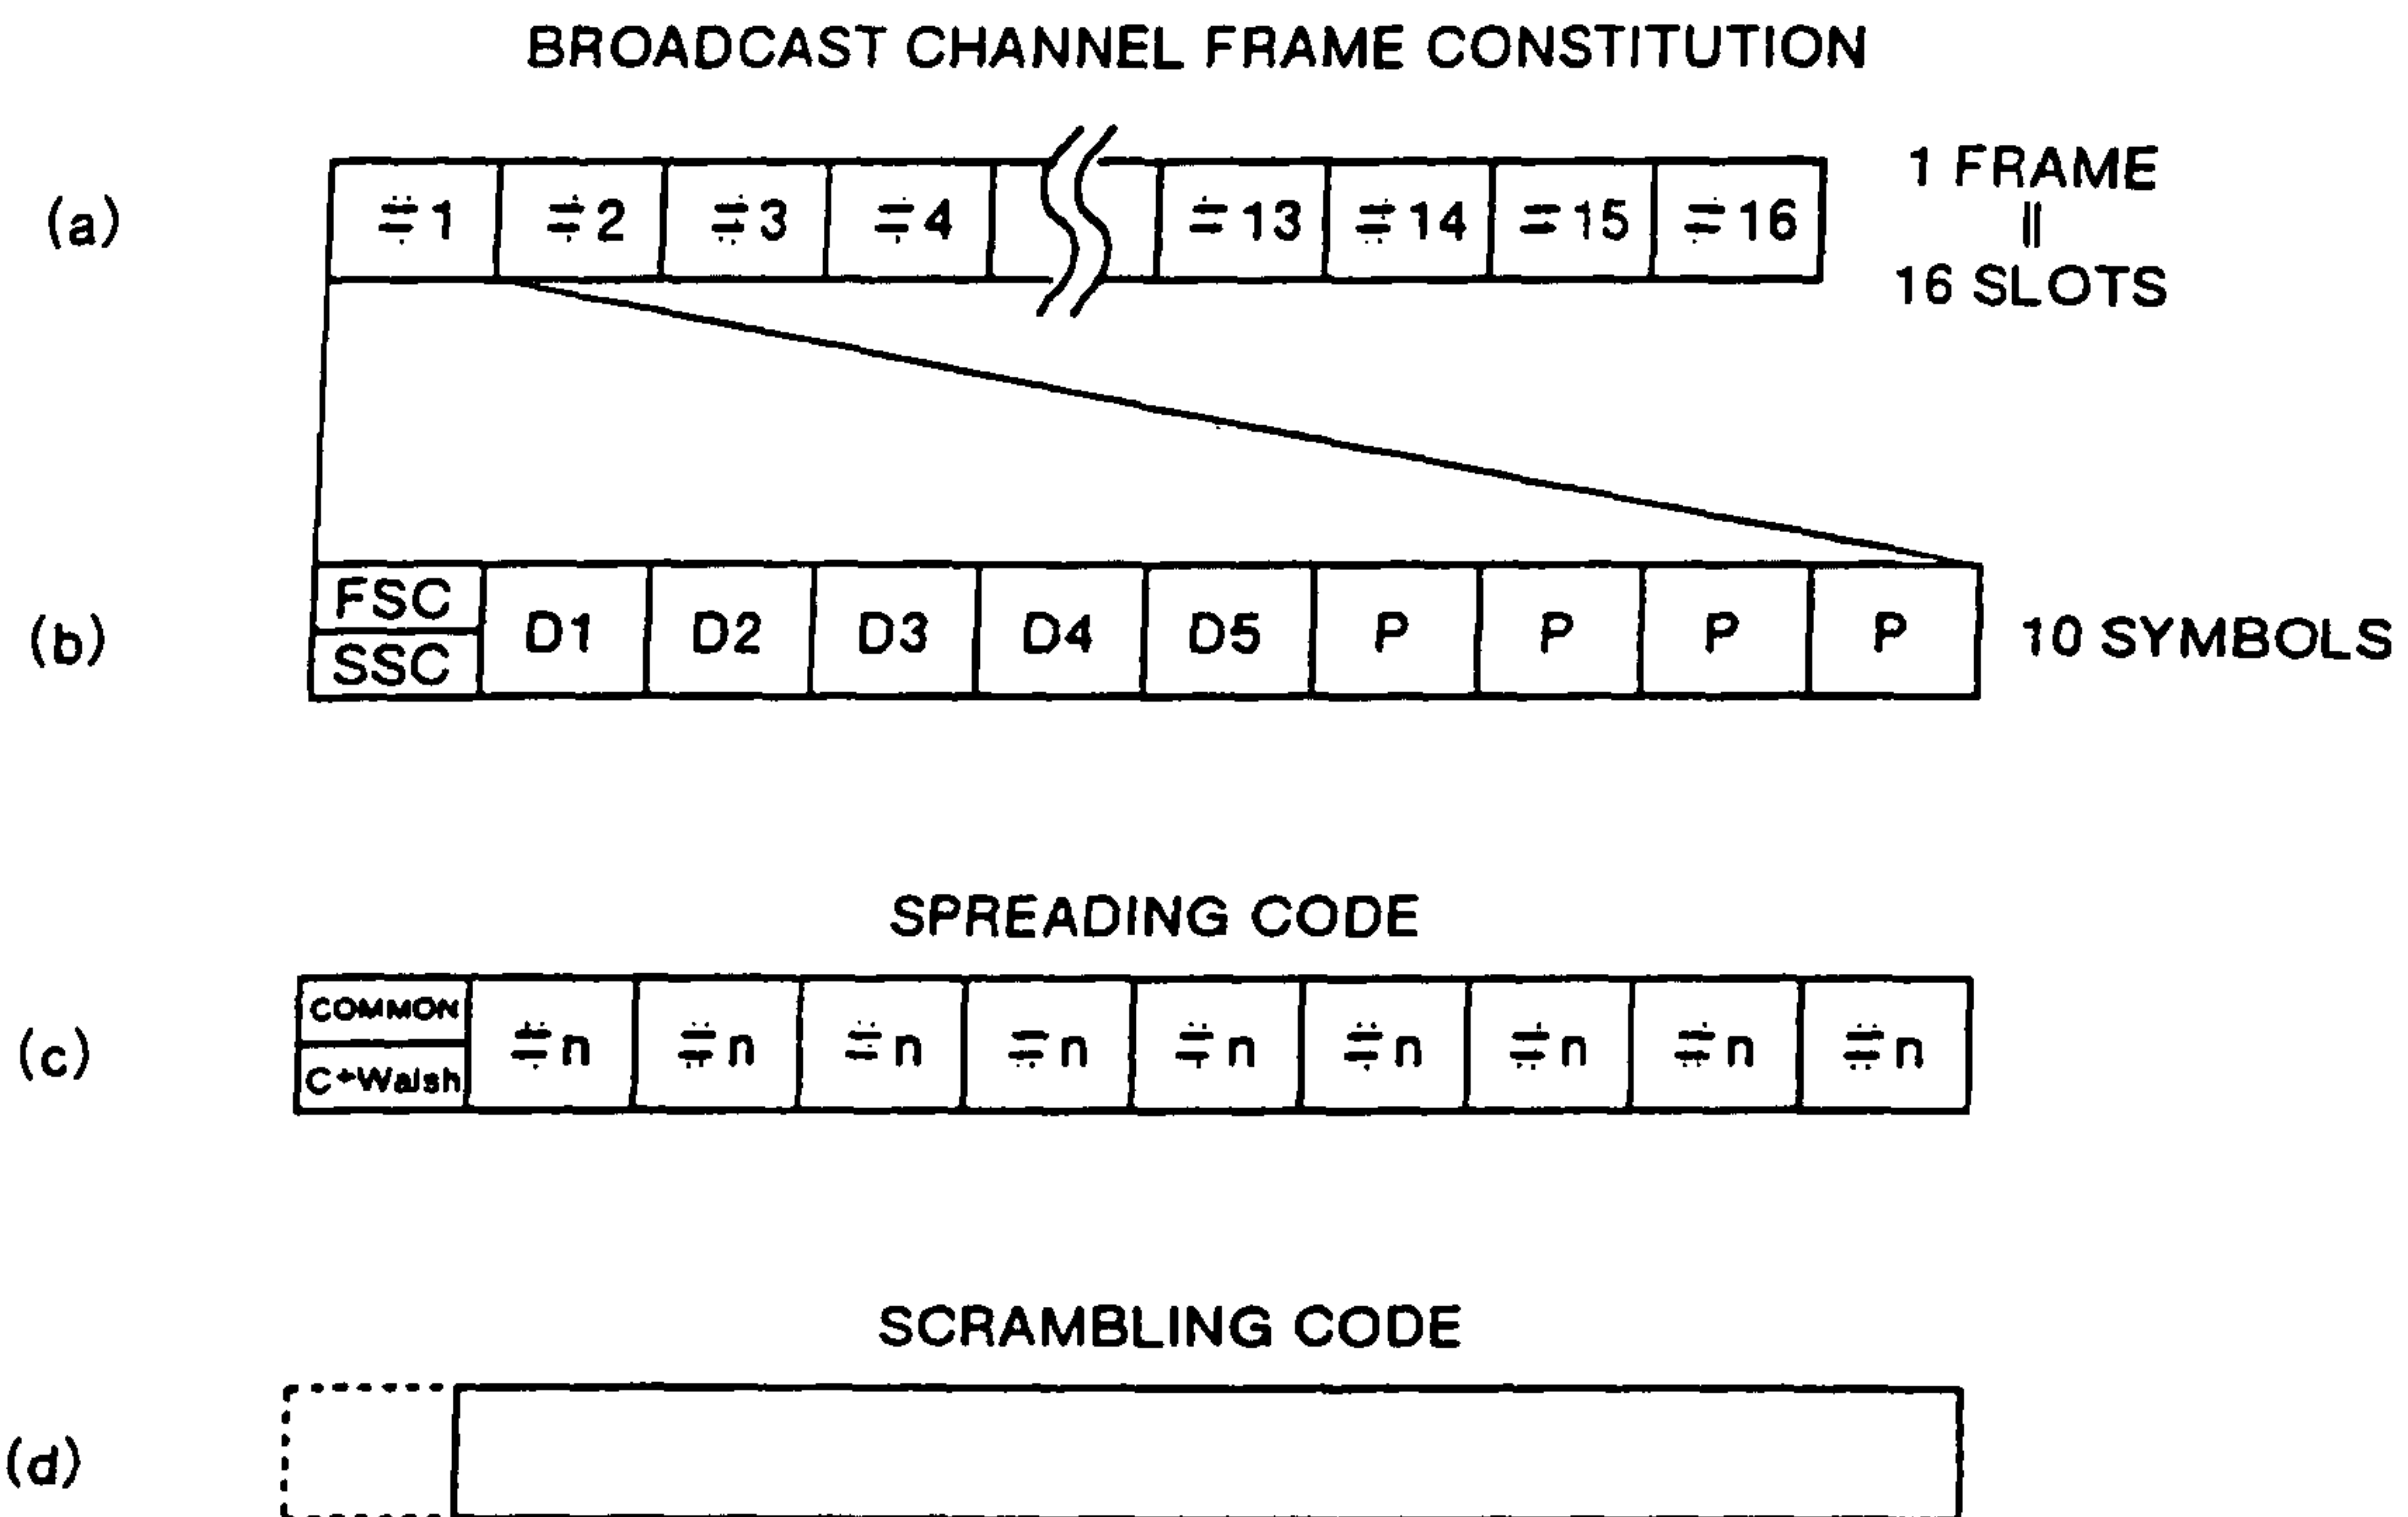 BROADCAST CHANNEL FRAME CONSTITUTION
(a) #1 #2 #3 #4 #13 #14 #15 #16
1 FRAME
||
16 SLOTS
(b) FSC SSC D1 D2 D3 D4 D5 P P P P 10 SYMBOLS
SPREADING CODE
(c) COMMON C+Walsh #n #n #n #n #n #n #n #n #n
SCRAMBLING CODE
(d)